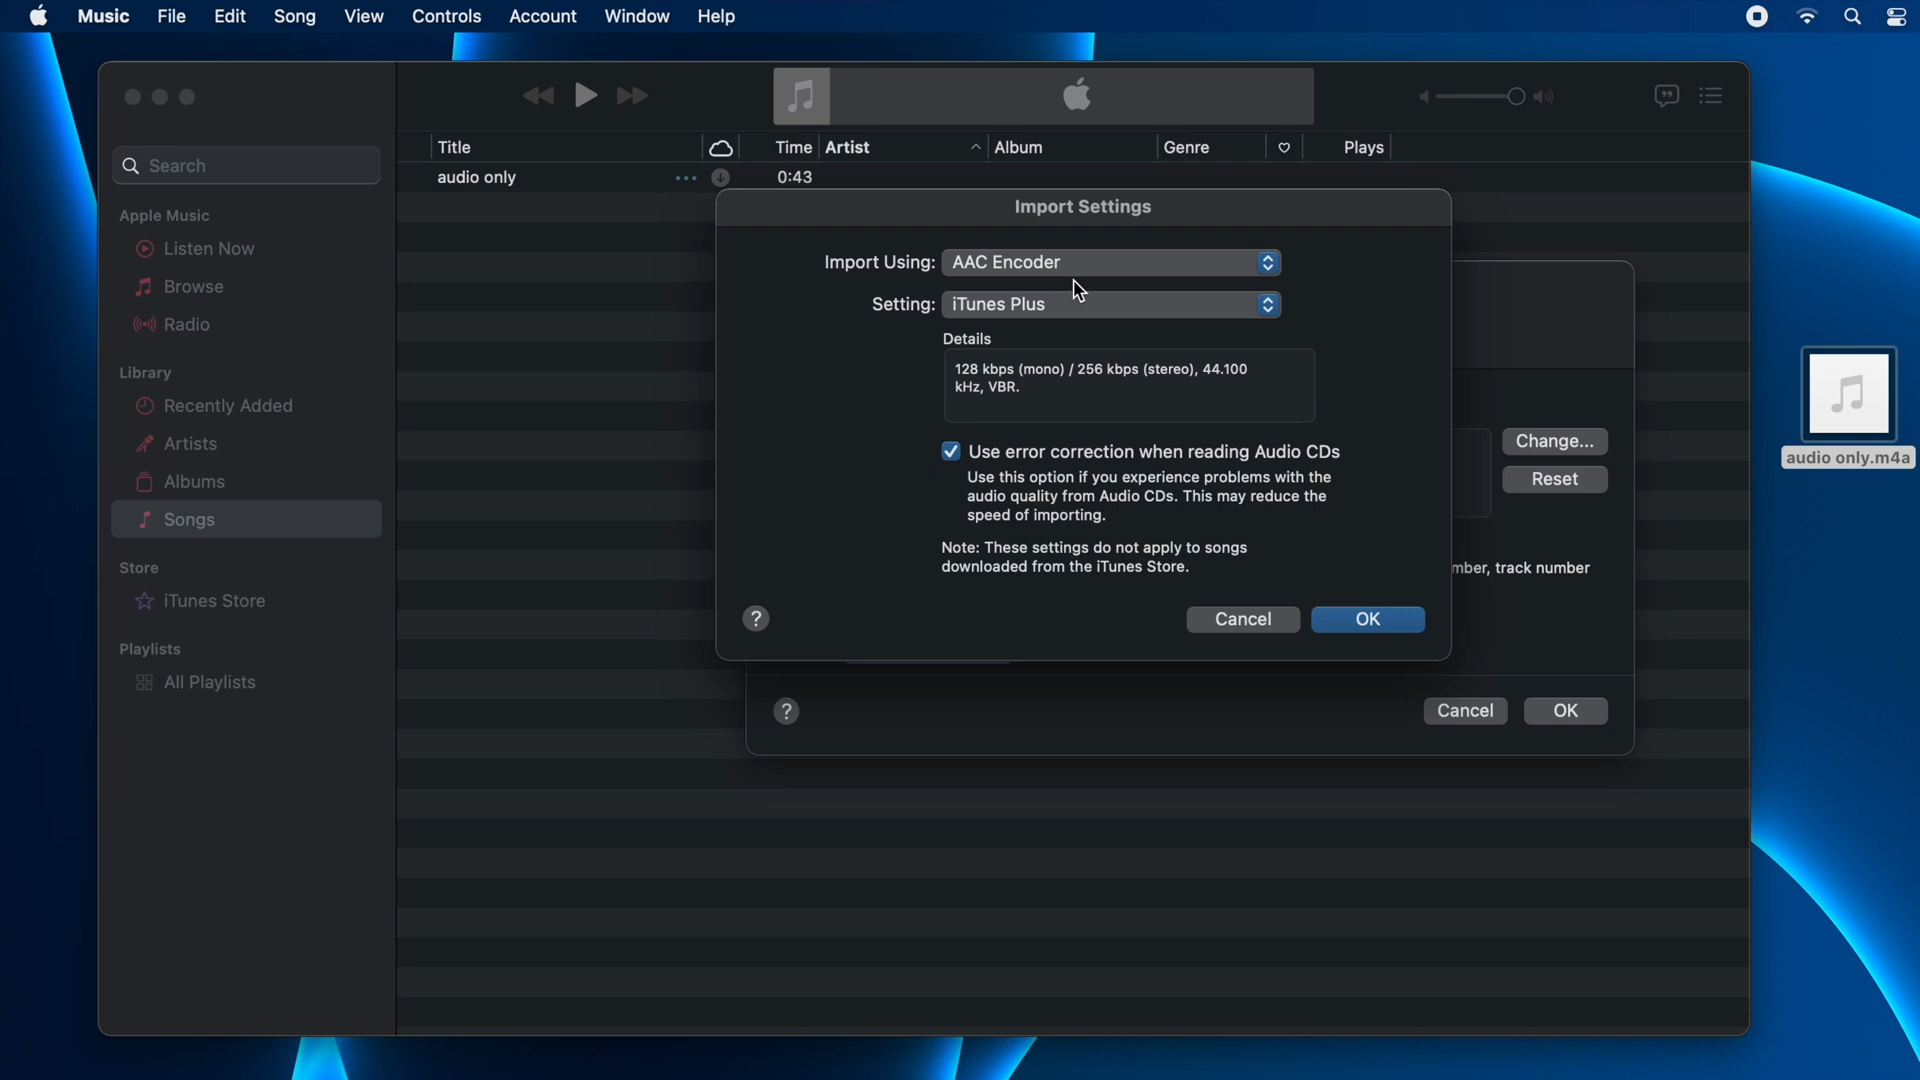 Music File Edit Song View Controls Account Window Help
Search
Apple Music
Listen Now
Browse
Radio
Library
Recently Added
Artists
Albums
Songs
Store
iTunes Store
Playlists
All Playlists
Title Time Artist Album Genre Plays
audio only 0:43
Import Settings
Import Using: AAC Encoder
Setting: iTunes Plus
Details
128 kbps (mono) / 256 kbps (stereo), 44.100
kHz, VBR.
Use error correction when reading Audio CDs
Use this option if you experience problems with the
audio quality from Audio CDs. This may reduce the
speed of importing.
Note: These settings do not apply to songs
downloaded from the iTunes Store.
? Cancel OK
Change...
Reset
mber, track number
? Cancel OK
audio only.m4a